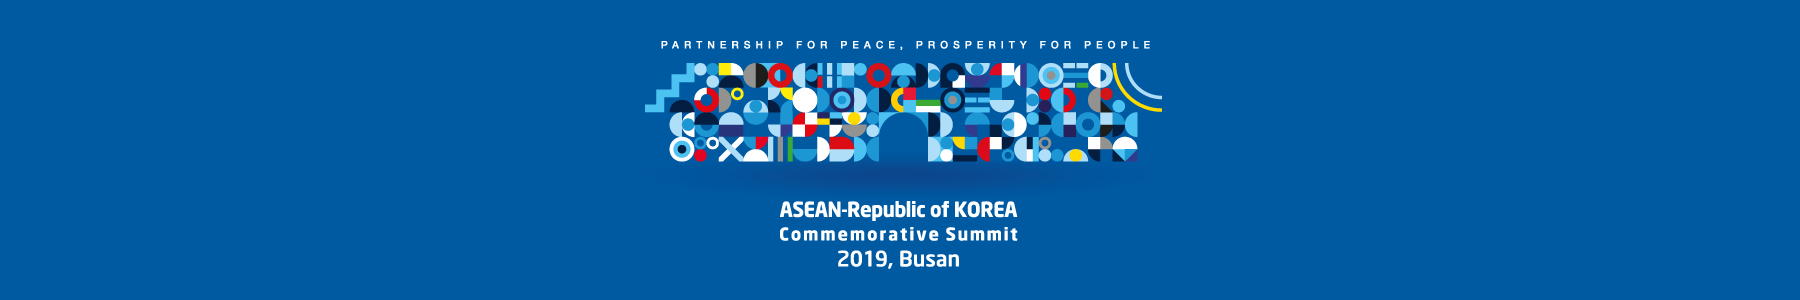 PARTNERSHIP FOR PEACE, PROSPERITY FOR PEOPLE
ASEAN-Republic of KOREA
Commemorative Summit
2019, Busan